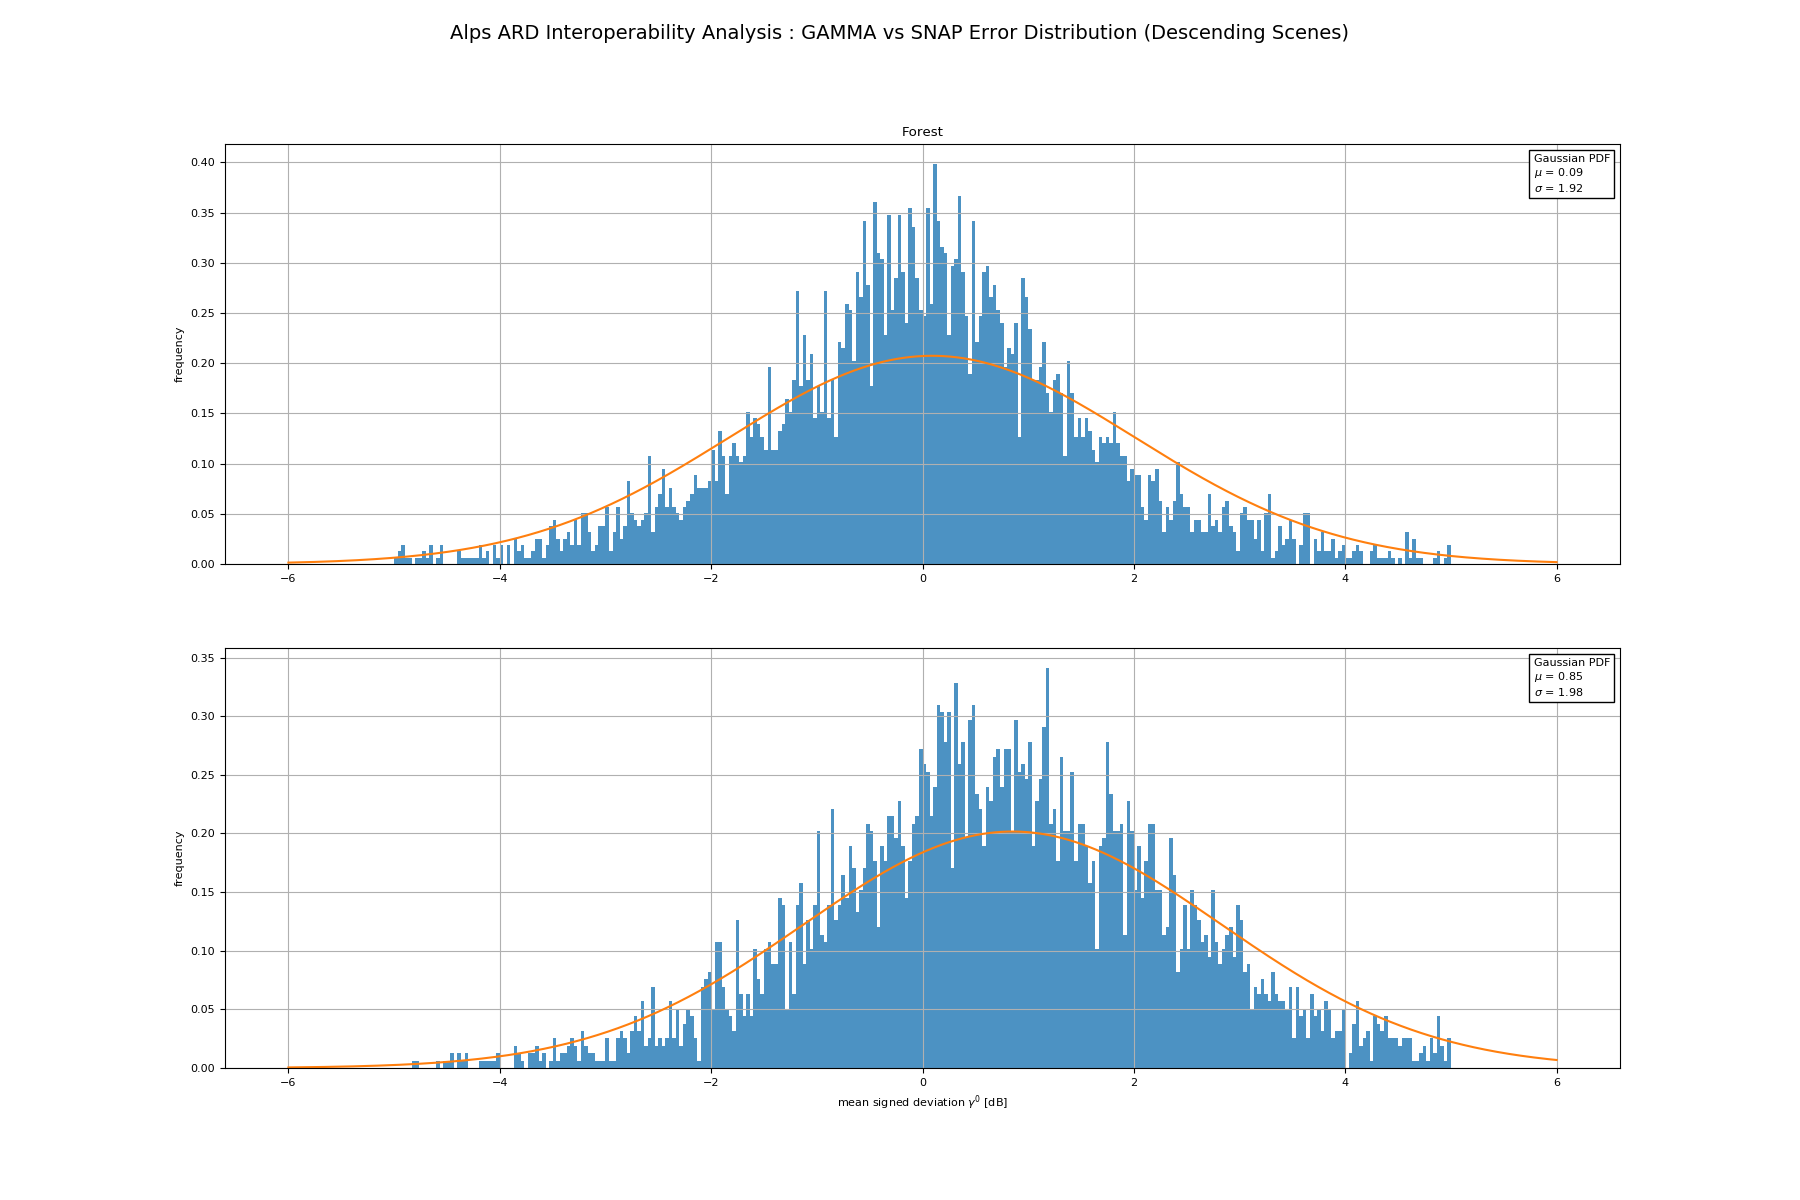 Alps ARD Interoperability Analysis : GAMMA vs SNAP Error Distribution (Descending Scenes)
Forest
Gaussian PDF
μ = 0.09
σ = 1.92
frequency
0.40
0.35
0.30
0.25
0.20
0.15
0.10
0.05
0.00
−6 −4 −2 0 2 4 6
Gaussian PDF
μ = 0.85
σ = 1.98
frequency
0.35
0.30
0.25
0.20
0.15
0.10
0.05
0.00
−6 −4 −2 0 2 4 6
mean signed deviation γ⁰ [dB]